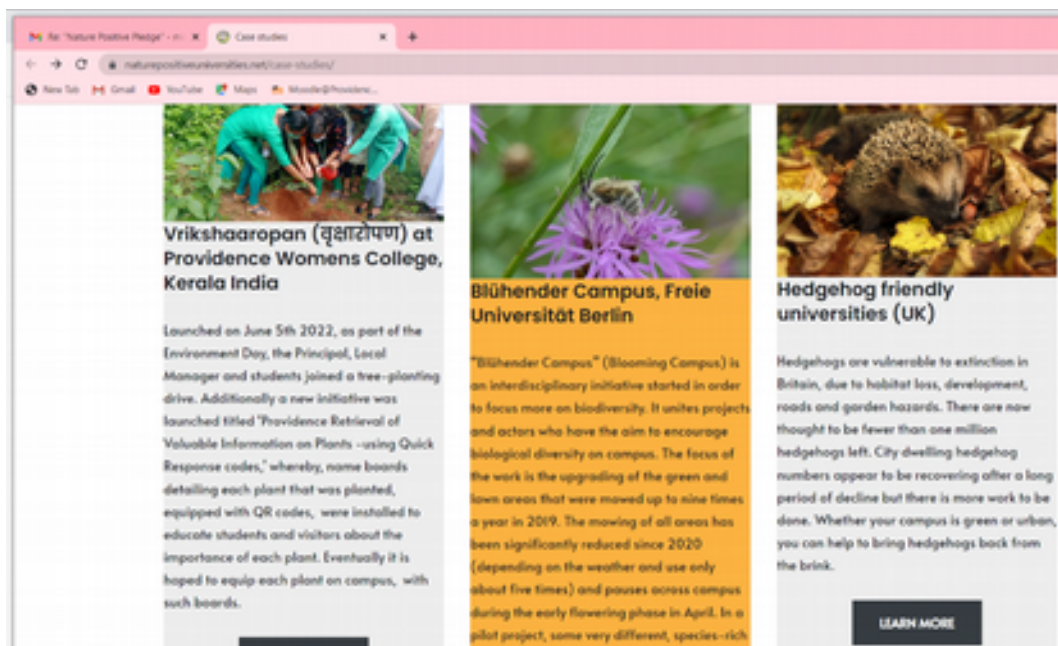 Re: "Nature Positive Pledge" -
Case studies
naturepositiveuniversities.net/case-studies/
New Tab Gmail YouTube Maps Moodle@Providenc...
Vrikshaaropan (वृक्षारोपण) at
Providence Womens College,
Kerala India
Launched on June 5th 2022, as part of the
Environment Day, the Principal, Local
Manager and students joined a tree-planting
drive. Additionally a new initiative was
launched titled "Providence Retrieval of
Valuable Information on Plants -using Quick
Response codes," whereby, name boards
detailing each plant that was planted,
equipped with QR codes, were installed to
educate students and visitors about the
importance of each plant. Eventually it is
hoped to equip each plant on campus, with
such boards.
Blühender Campus, Freie
Universität Berlin
"Blühender Campus" (Blooming Campus) is
an interdisciplinary initiative started in order
to focus more on biodiversity. It unites projects
and actors who have the aim to encourage
biological diversity on campus. The focus of
the work is the upgrading of the green and
lawn areas that were mowed up to nine times
a year in 2019. The mowing of all areas has
been significantly reduced since 2020
(depending on the weather and use only
about five times) and pauses across campus
during the early flowering phase in April. In a
pilot project, some very different, species-rich
Hedgehog friendly
universities (UK)
Hedgehogs are vulnerable to extinction in
Britain, due to habitat loss, development,
roads and garden hazards. There are now
thought to be fewer than one million
hedgehogs left. City dwelling hedgehog
numbers appear to be recovering after a long
period of decline but there is more work to be
done. Whether your campus is green or urban,
you can help to bring hedgehogs back from
the brink.
LEARN MORE